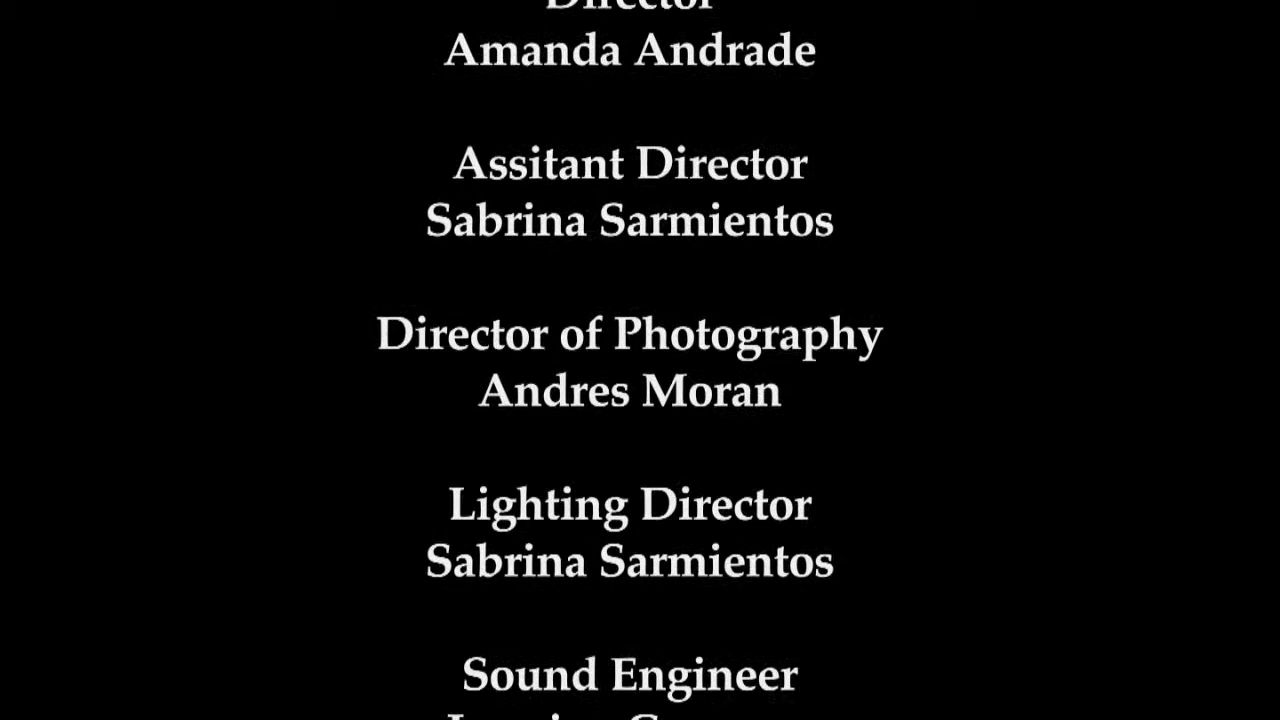 Director
Amanda Andrade
Assitant Director
Sabrina Sarmientos
Director of Photography
Andres Moran
Lighting Director
Sabrina Sarmientos
Sound Engineer